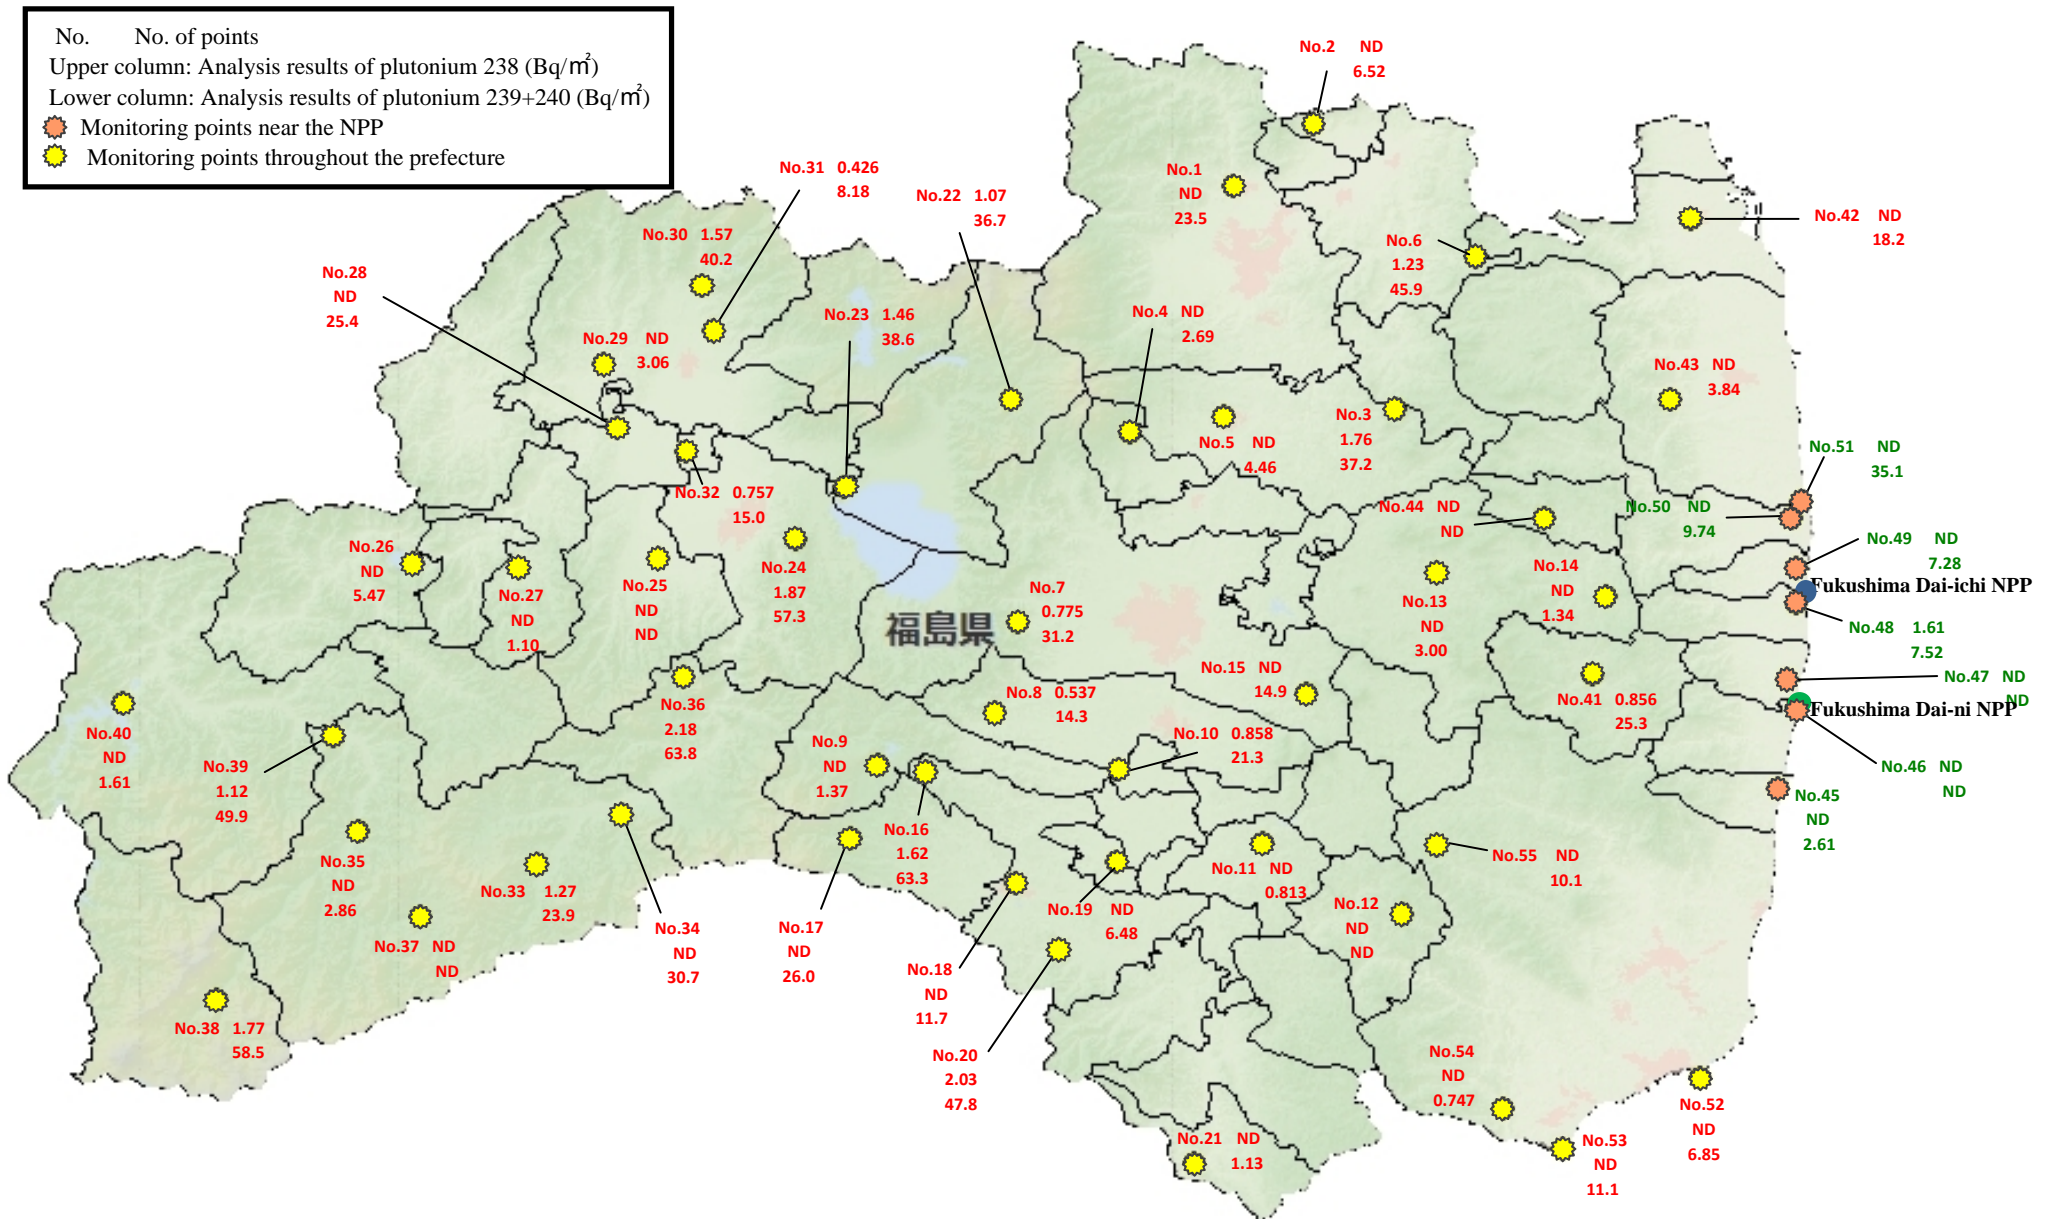 No. No. of points
Upper column: Analysis results of plutonium 238 (Bq/㎡)
Lower column: Analysis results of plutonium 239+240 (Bq/㎡)
Monitoring points near the NPP
Monitoring points throughout the prefecture
No.2 ND
6.52
No.31 0.426
8.18
No.1
ND
23.5
No.22 1.07
36.7
No.42 ND
18.2
No.30 1.57
40.2
No.6
1.23
45.9
No.28
ND
25.4
No.23 1.46
38.6
No.4 ND
2.69
No.29 ND
3.06
No.43 ND
3.84
No.3
1.76
37.2
No.5 ND
4.46
No.51 ND
35.1
No.32 0.757
15.0
No.44 ND
ND
No.50 ND
9.74
No.49 ND
7.28
No.26
ND
5.47
No.27
ND
1.10
No.25
ND
ND
No.24
1.87
57.3
No.7
0.775
31.2
福島県
No.13
ND
3.00
No.14
ND
1.34
Fukushima Dai-ichi NPP
No.48 1.61
7.52
No.15 ND
14.9
No.47 ND
ND
No.8 0.537
14.3
No.41 0.856
25.3
Fukushima Dai-ni NPP
No.36
2.18
63.8
No.40
ND
1.61
No.39
1.12
49.9
No.9
ND
1.37
No.10 0.858
21.3
No.46 ND
ND
No.45
ND
2.61
No.16
1.62
63.3
No.35
ND
2.86
No.33 1.27
23.9
No.11 ND
0.813
No.55 ND
10.1
No.12
ND
ND
No.19 ND
6.48
No.37 ND
ND
No.34
ND
30.7
No.17
ND
26.0
No.18
ND
11.7
No.38 1.77
58.5
No.20
2.03
47.8
No.54
ND
0.747
No.52
ND
6.85
No.21 ND
1.13
No.53
ND
11.1